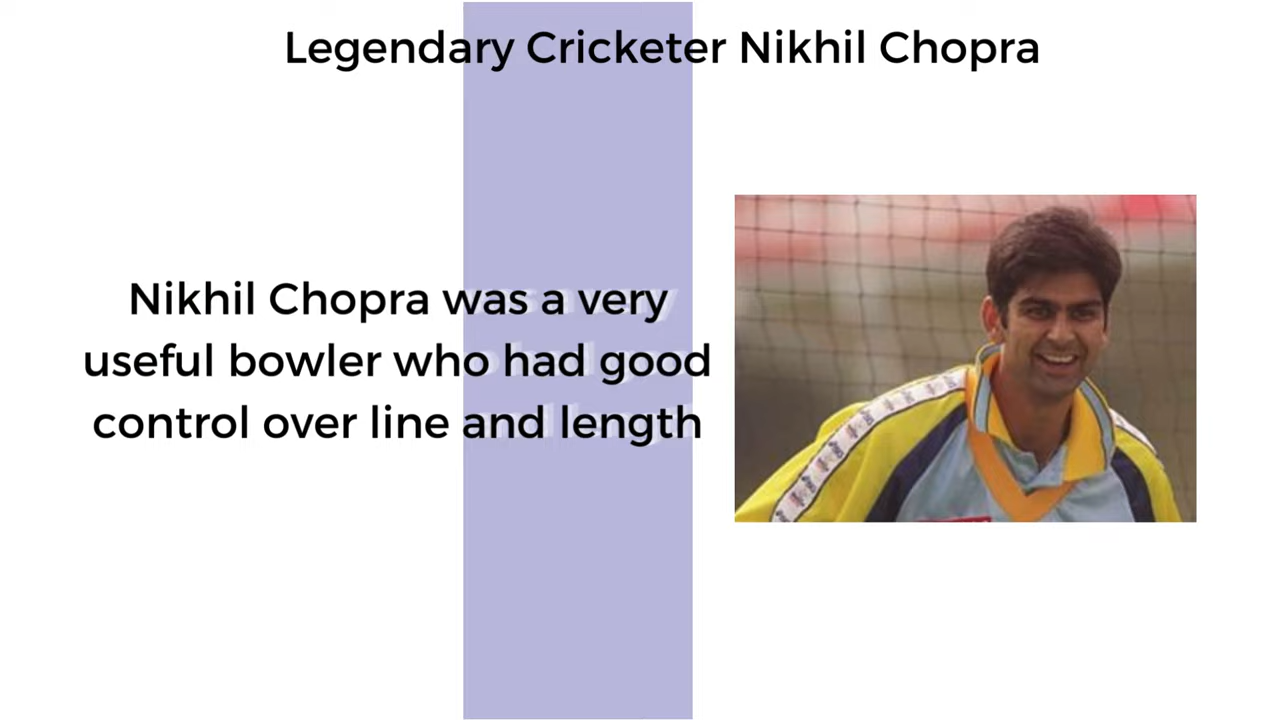 Legendary Cricketer Nikhil Chopra
Nikhil Chopra was a very
useful bowler who had good
control over line and length